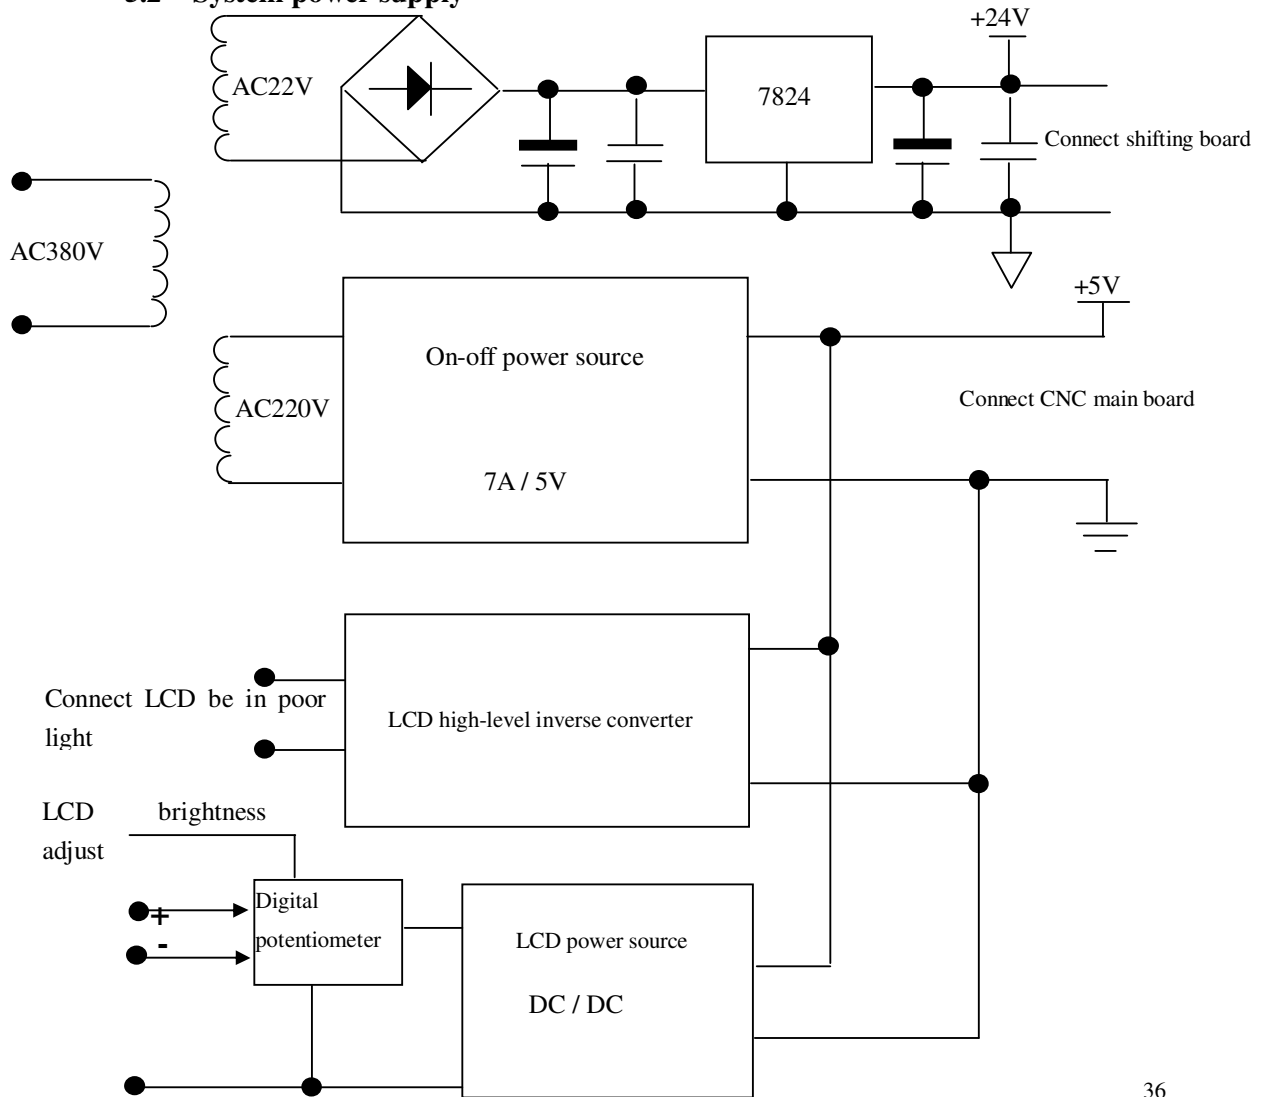 5.2 System power supply
+24V
AC22V
7824
Connect shifting board
AC380V
+5V
On-off power source
AC220V
Connect CNC main board
7A / 5V
Connect LCD be in poor
light
LCD high-level inverse converter
LCD brightness
adjust
Digital
potentiometer
+
-
LCD power source
DC / DC
36